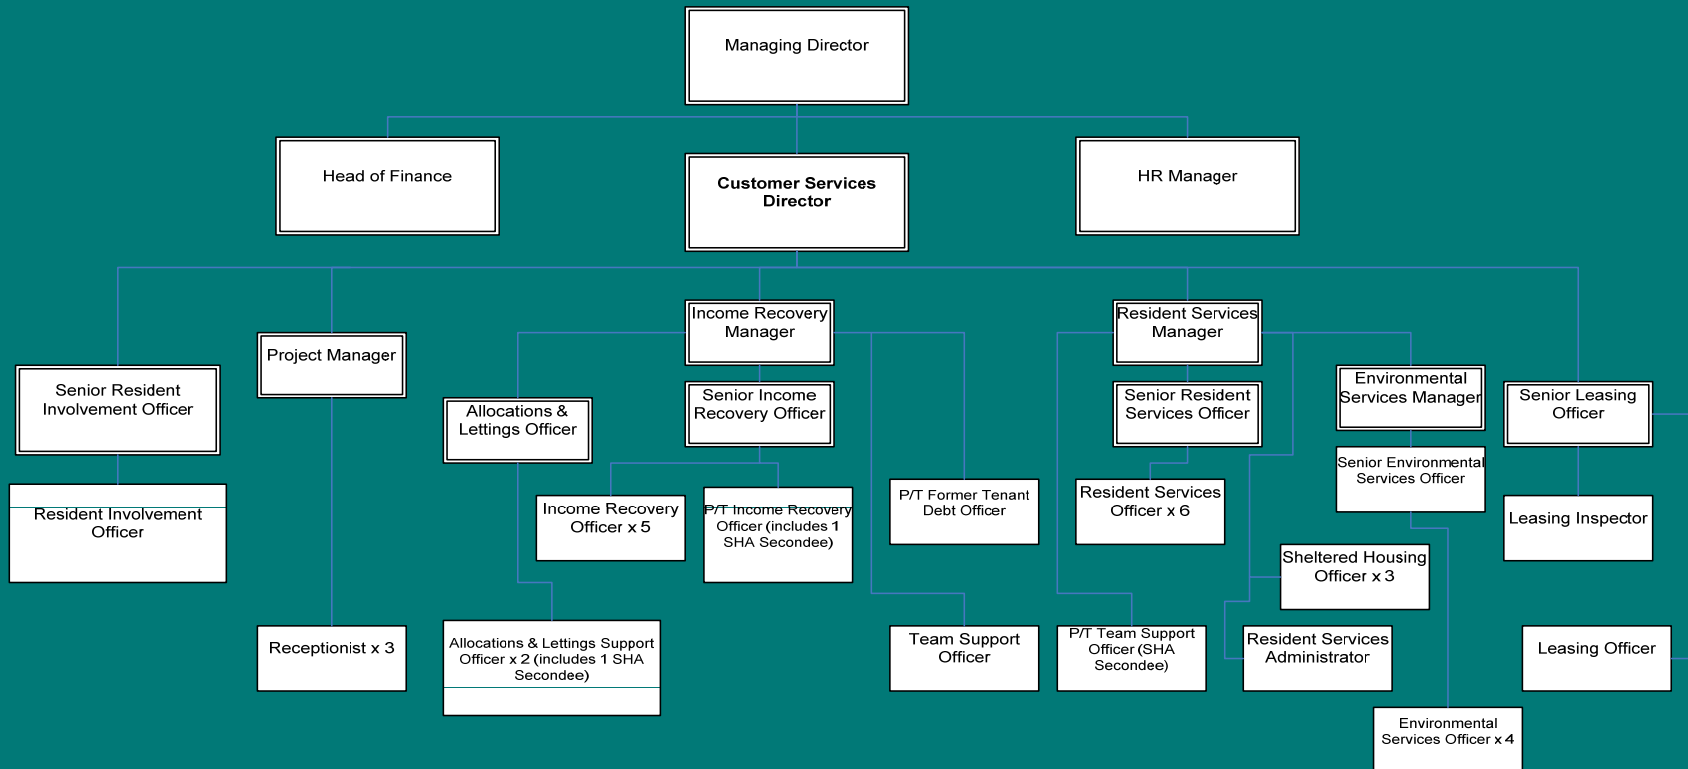 Managing Director
Head of Finance
Customer Services
Director
HR Manager
Income Recovery
Manager
Resident Services
Manager
Project Manager
Senior Resident
Involvement Officer
Allocations &
Lettings Officer
Senior Income
Recovery Officer
Senior Resident
Services Officer
Environmental
Services Manager
Senior Leasing
Officer
Senior Environmental
Services Officer
Resident Involvement
Officer
Income Recovery
Officer x 5
P/T Income Recovery
Officer (includes 1
SHA Secondee)
P/T Former Tenant
Debt Officer
Resident Services
Officer x 6
Leasing Inspector
Sheltered Housing
Officer x 3
Receptionist x 3
Allocations & Lettings Support
Officer x 2 (includes 1 SHA
Secondee)
Team Support
Officer
P/T Team Support
Officer (SHA
Secondee)
Resident Services
Administrator
Leasing Officer
Environmental
Services Officer x 4